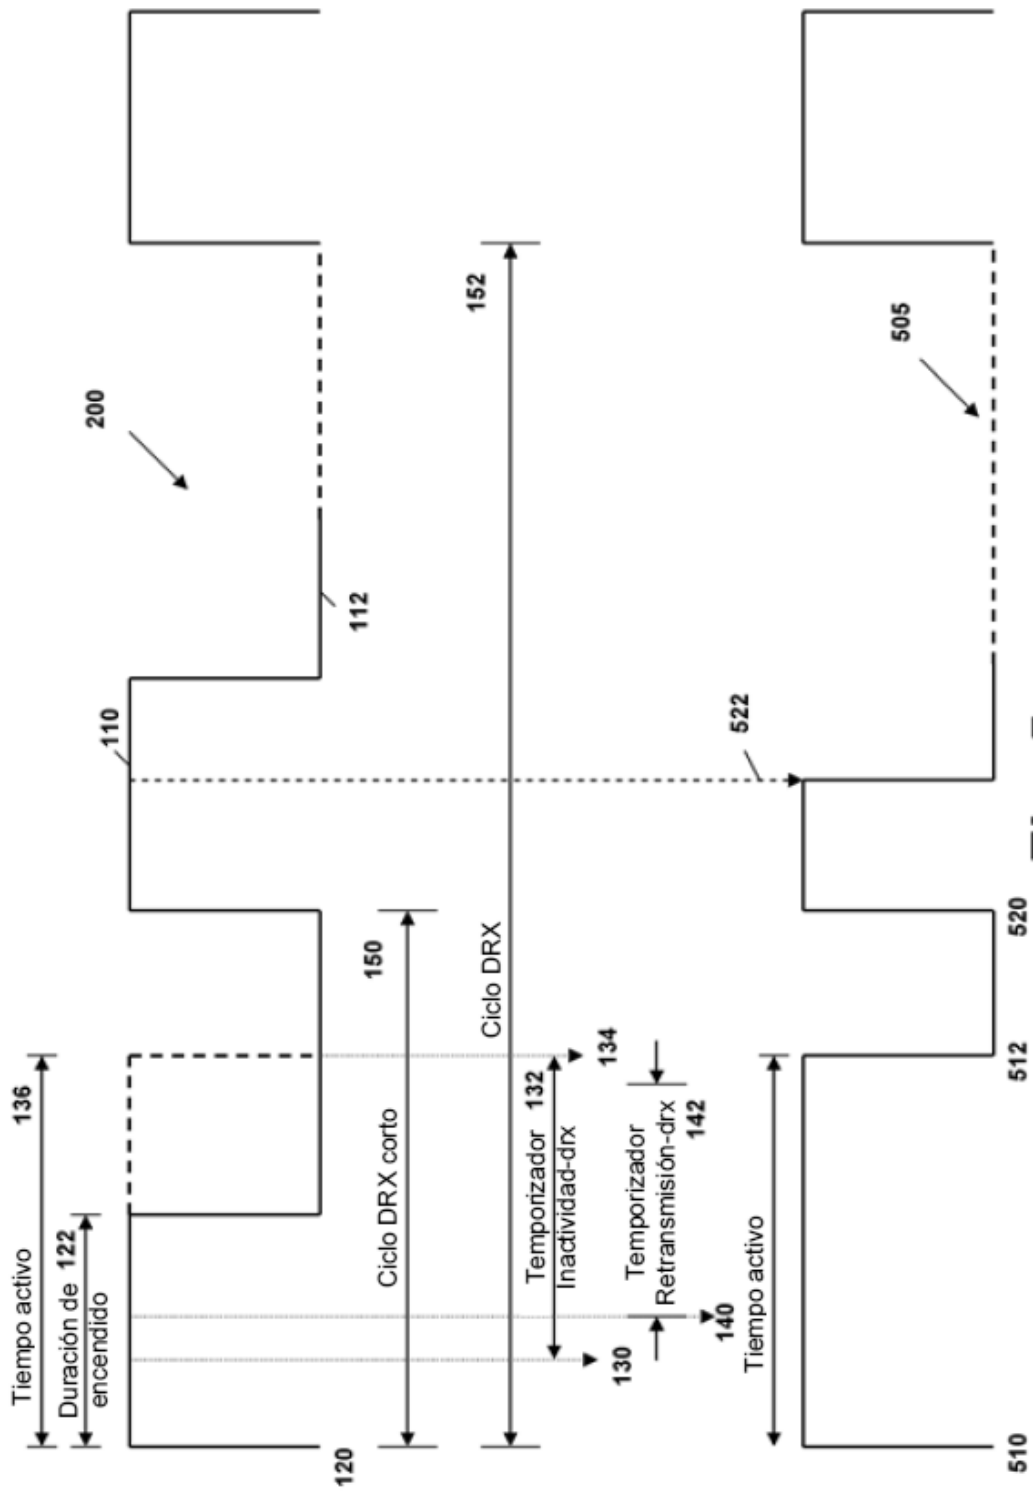 Tiempo activo
136
Duración de 122
encendido
110
200
120
112
Ciclo DRX corto
150
Ciclo DRX
152
Temporizador 132
Inactividad-drx
130
134
Temporizador
Retransmisión-drx
140
142
522
505
Tiempo activo
510
512
520